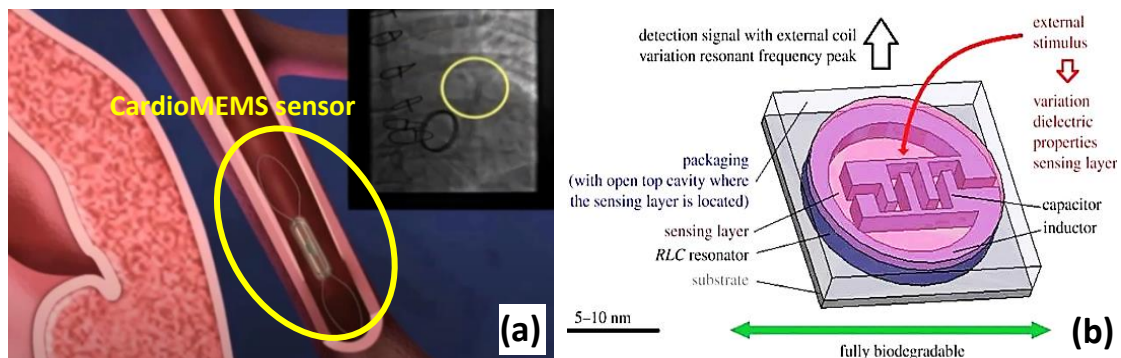 CardioMEMS sensor
(a)
detection signal with external coil
variation resonant frequency peak
external
stimulus
variation
dielectric
properties
sensing layer
packaging
(with open top cavity where
the sensing layer is located)
sensing layer
RLC resonator
substrate
capacitor
inductor
5–10 nm
fully biodegradable
(b)